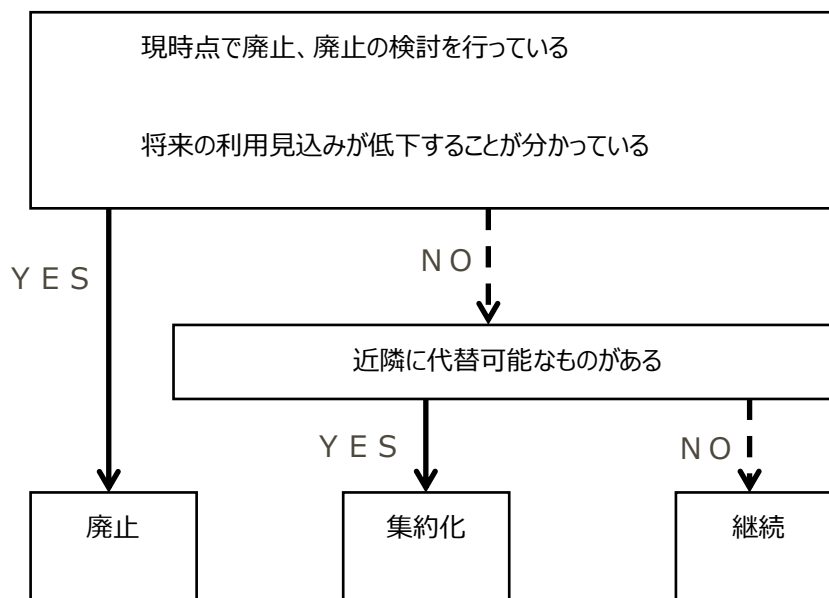 現時点で廃止、廃止の検討を行っている
将来の利用見込みが低下することが分かっている
ＹＥＳ
ＮＯ
近隣に代替可能なものがある
ＹＥＳ
ＮＯ
廃止
集約化
継続